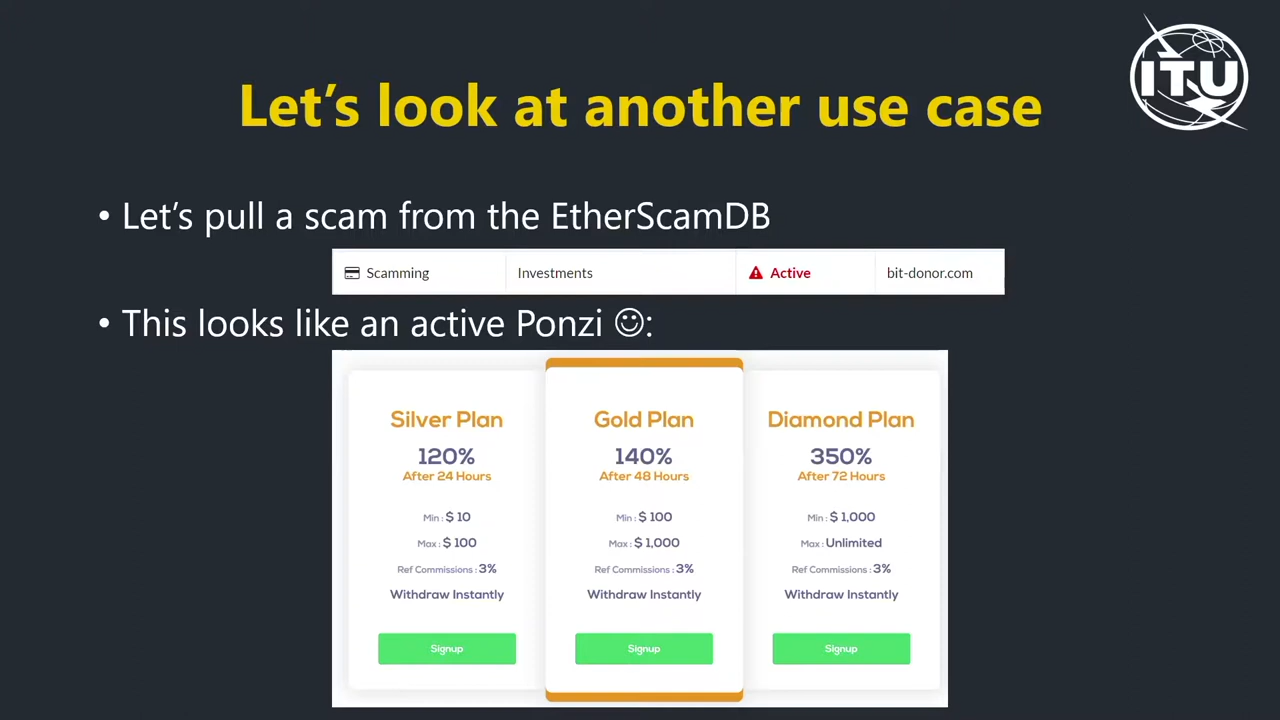 ITU
Let's look at another use case
• Let's pull a scam from the EtherScamDB
Scamming Investments Active bit-donor.com
• This looks like an active Ponzi ☺:
Silver Plan
120%
After 24 Hours
Min : $ 10
Max : $ 100
Ref Commissions : 3%
Withdraw Instantly
Signup
Gold Plan
140%
After 48 Hours
Min : $ 100
Max : $ 1,000
Ref Commissions : 3%
Withdraw Instantly
Signup
Diamond Plan
350%
After 72 Hours
Min : $ 1,000
Max : Unlimited
Ref Commissions : 3%
Withdraw Instantly
Signup